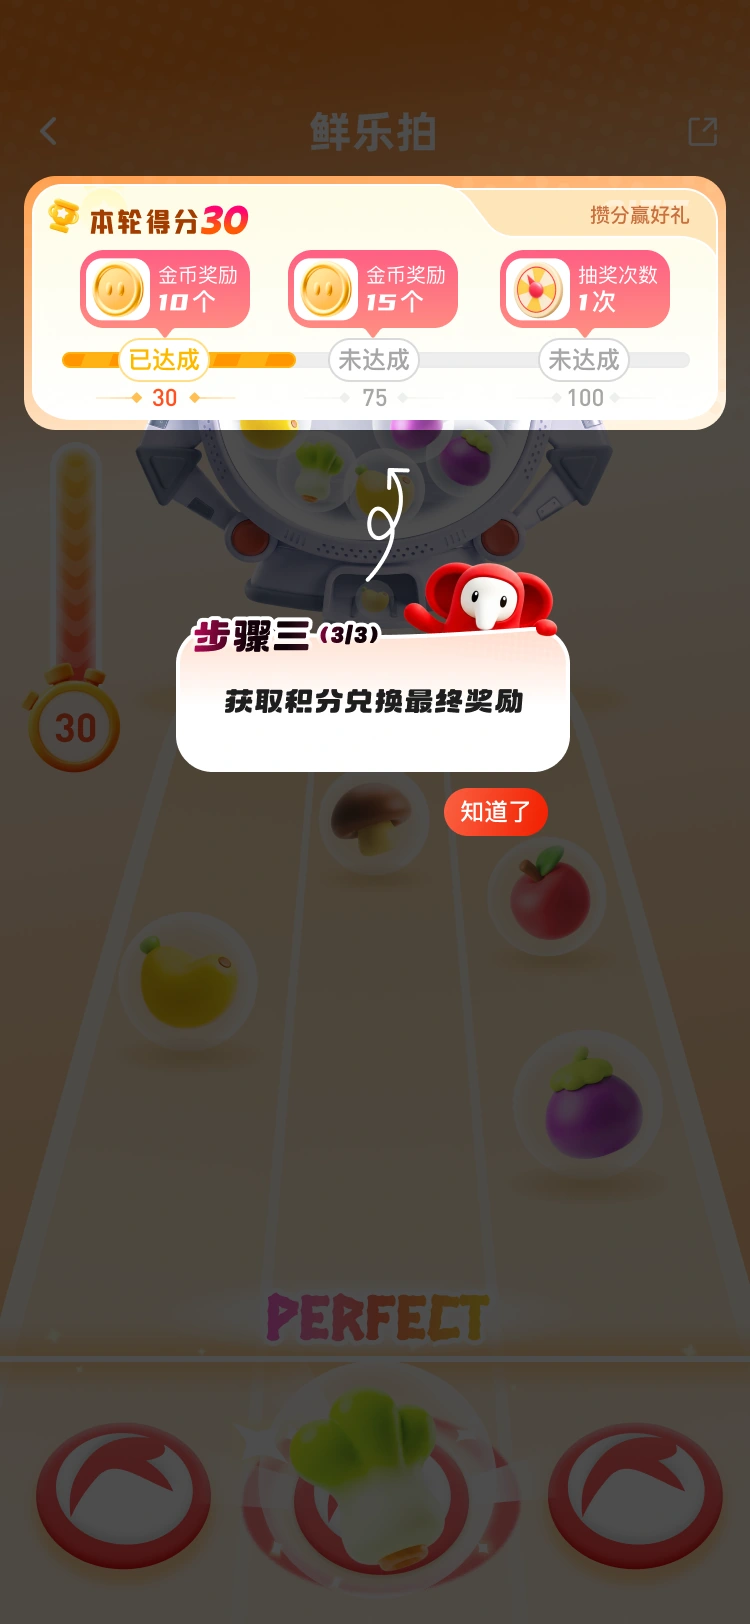 鲜乐拍
本轮得分30
攒分赢好礼
金币奖励
10个
金币奖励
15个
抽奖次数
1次
已达成
未达成
未达成
30
75
100
步骤三(3/3)
获取积分兑换最终奖励
30
知道了
PERFECT